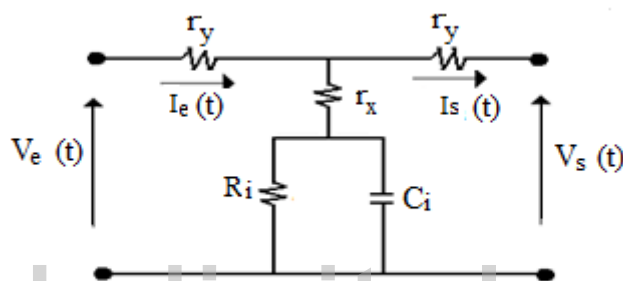 r_y r_y
I_e (t) r_x I_s (t)
V_e (t) V_s (t)
R_i C_i